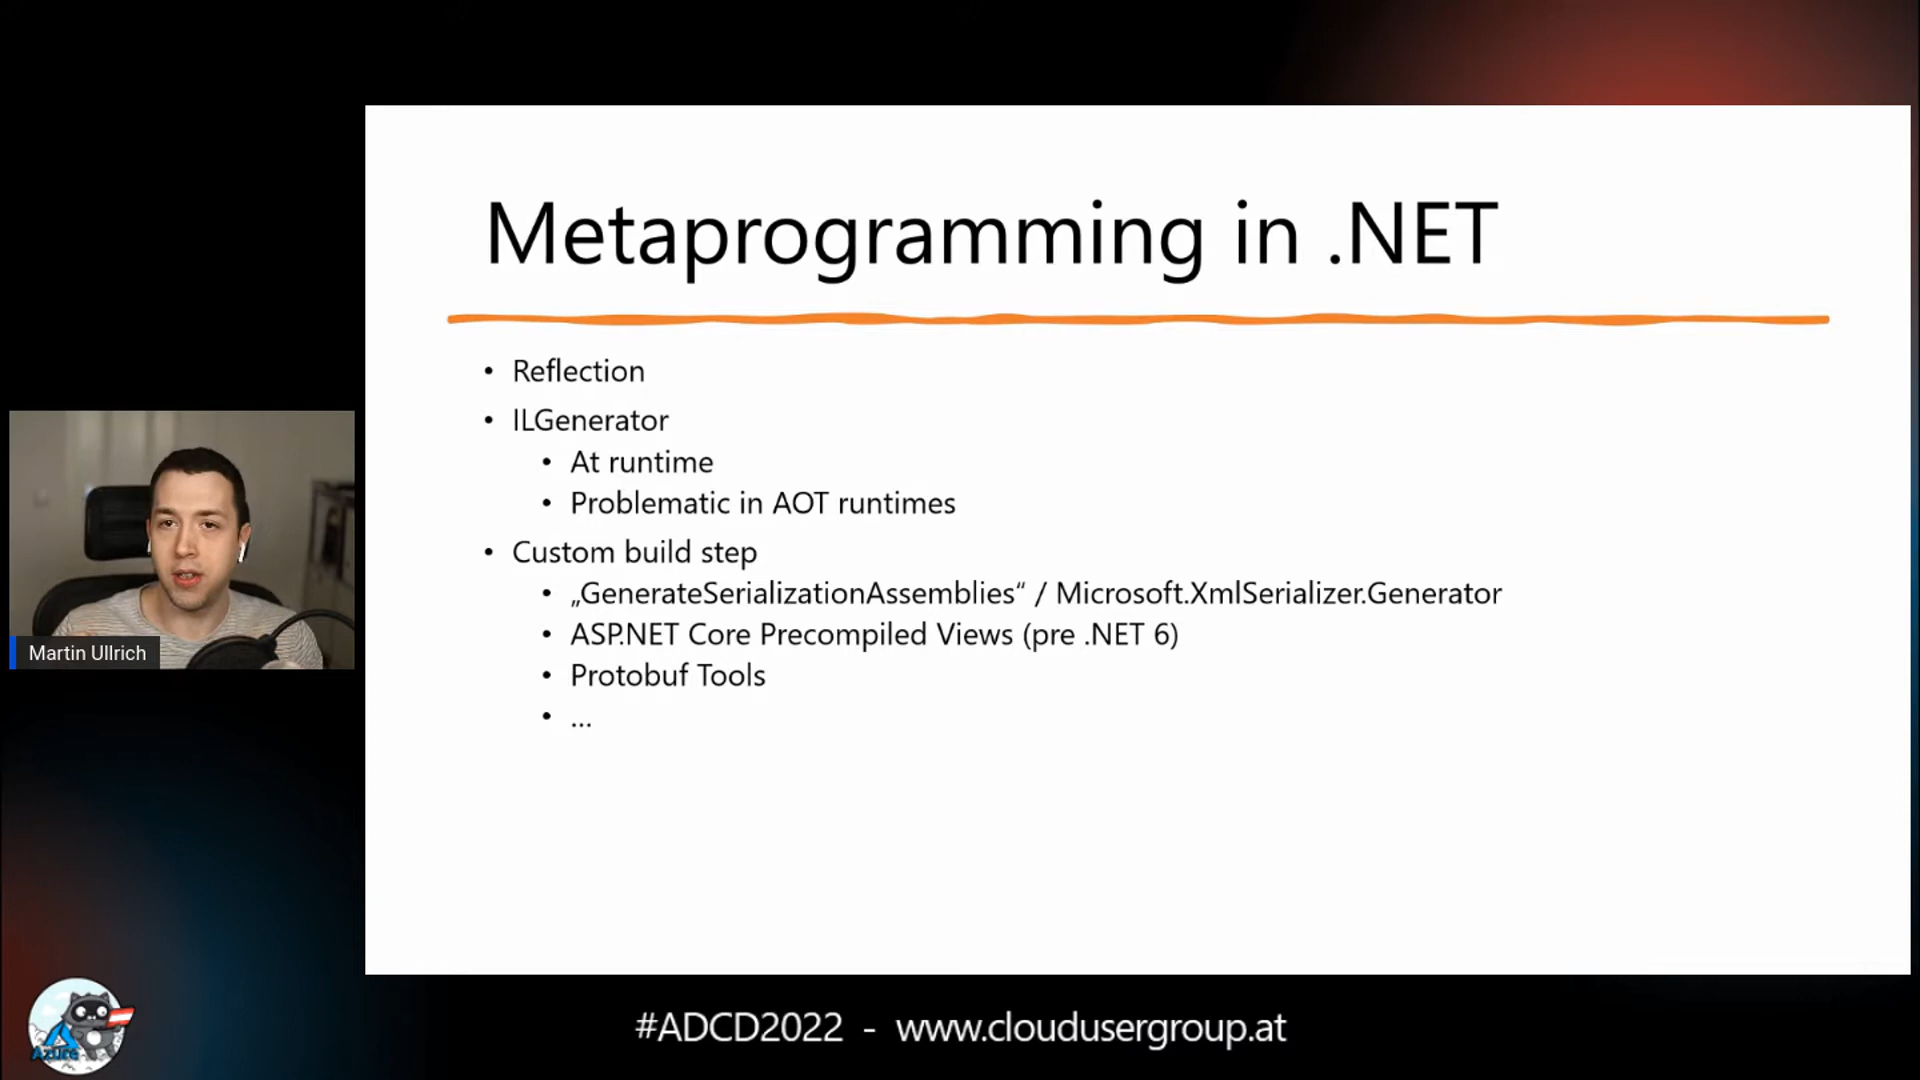 Metaprogramming in .NET
• Reflection
• ILGenerator
• At runtime
• Problematic in AOT runtimes
• Custom build step
• „GenerateSerializationAssemblies“ / Microsoft.XmlSerializer.Generator
• ASP.NET Core Precompiled Views (pre .NET 6)
• Protobuf Tools
• ...
Martin Ullrich
Azure
#ADCD2022 - www.cloudusergroup.at